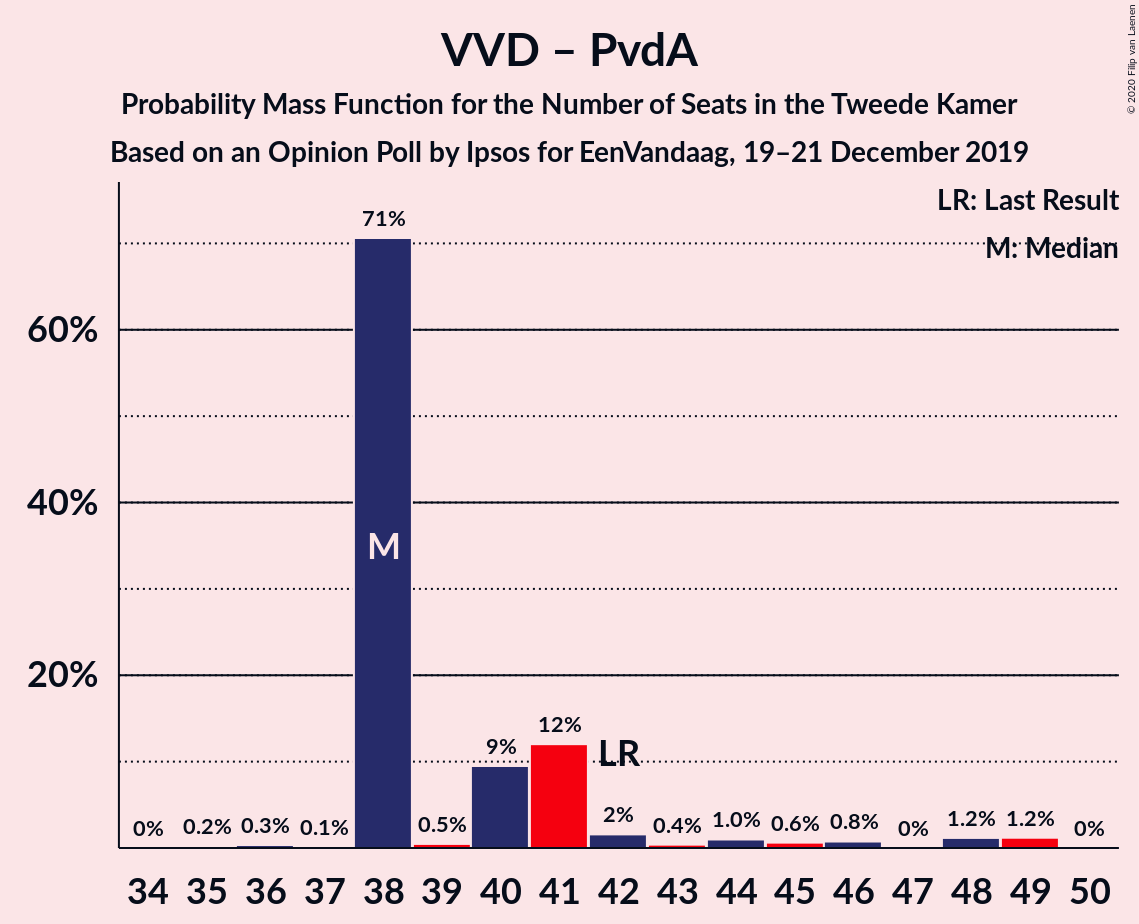 VVD – PvdA
Probability Mass Function for the Number of Seats in the Tweede Kamer
Based on an Opinion Poll by Ipsos for EenVandaag, 19–21 December 2019
© 2020 Filip van Laenen
LR: Last Result
M: Median
60%
40%
20%
0% 0.2% 0.3% 0.1% 71% 0.5% 9% 12% 2% 0.4% 1.0% 0.6% 0.8% 0% 1.2% 1.2% 0%
M
LR
34 35 36 37 38 39 40 41 42 43 44 45 46 47 48 49 50